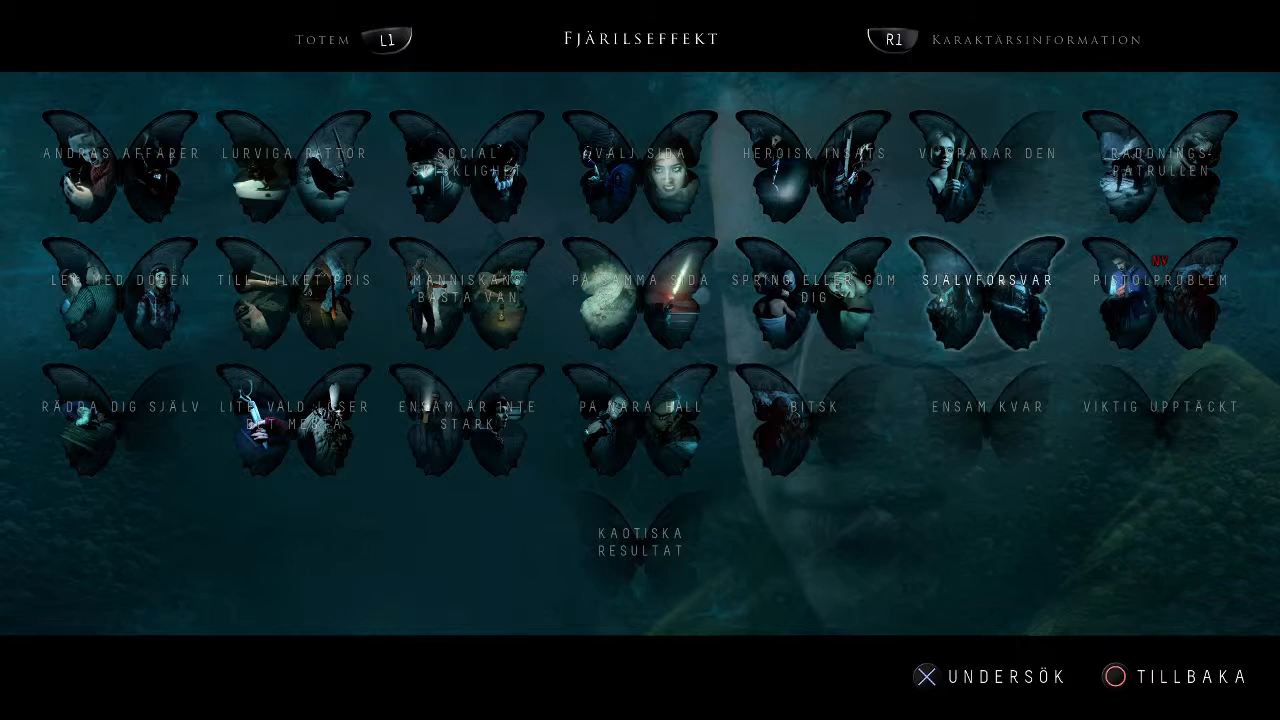 TOTEM L1 FJÄRILSEFFEKT R1 KARAKTÄRSINFORMATION
ANDRAS AFFÄRER
LURVIGA RÅTTOR
SOCIAL
VÄLJ SIDA
HEROISK INSATS
VI SPARAR DEN
RÄDDNINGS-
PATRULLEN
LEK MED DÖDEN
TILL VILKET PRIS
MÄNNISKANS
BÄSTA VÄN
PÅ SAMMA SIDA
SPRING ELLER GÖM
DIG
SJÄLVFÖRSVAR
NY
PISTOLPROBLEM
RÄDDA DIG SJÄLV
LITE VÅLD LÖSER
DET MESTA
ENSAM ÄR INTE
STARK
PÅ NÄRA HÅLL
BITSK
ENSAM KVAR
VIKTIG UPPTÄCKT
KAOTISKA
RESULTAT
UNDERSÖK TILLBAKA